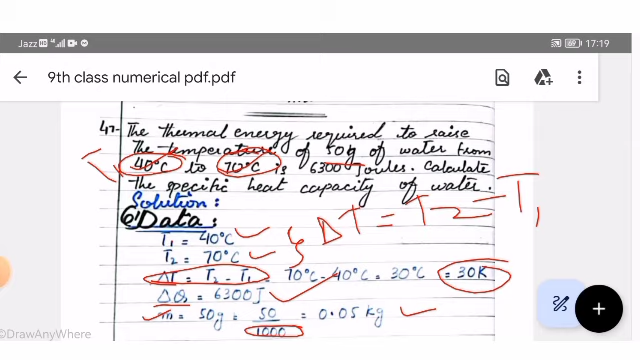 Jazz 69 17:19
9th class numerical pdf.pdf
47- The thermal energy required to raise
The temperature of 50g of water from
T₁ 40°C to 70°C is 6300 Joules. Calculate
The specific heat capacity of water.
Solution:
Data:
ΔT = T2 = T₁
T₁ = 40°C
T₂ = 70°C
ΔT = T₂ - T₁ = 70°C - 40°C = 30°C = 30K
ΔQ = 6300J
m = 50g = 50/1000 = 0.05 kg
©DrawAnyWhere